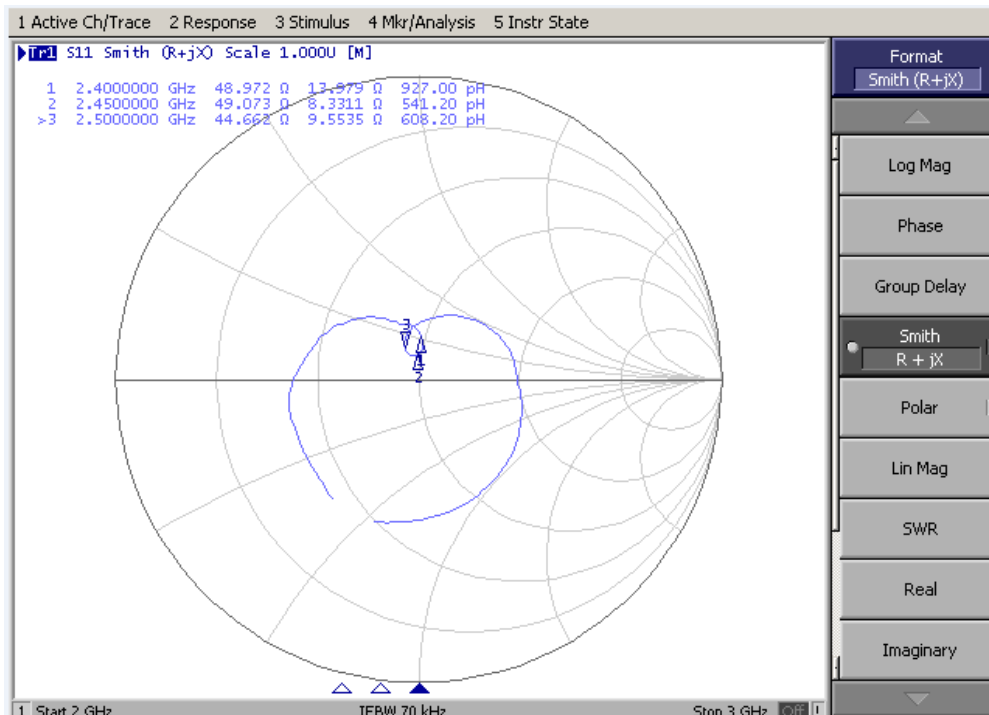 1 Active Ch/Trace 2 Response 3 Stimulus 4 Mkr/Analysis 5 Instr State
Tr1 S11 Smith (R+jX) Scale 1.000U [M]
1 2.4000000 GHz 48.972 Ω 13.979 Ω 927.00 pH
2 2.4500000 GHz 49.073 Ω 8.3311 Ω 541.20 pH
>3 2.5000000 GHz 44.662 Ω 9.5535 Ω 608.20 pH
3
1
2
1 Start 2 GHz IFBW 70 kHz Stop 3 GHz Off
Format
Smith (R+jX)
Log Mag
Phase
Group Delay
Smith
R + jX
Polar
Lin Mag
SWR
Real
Imaginary